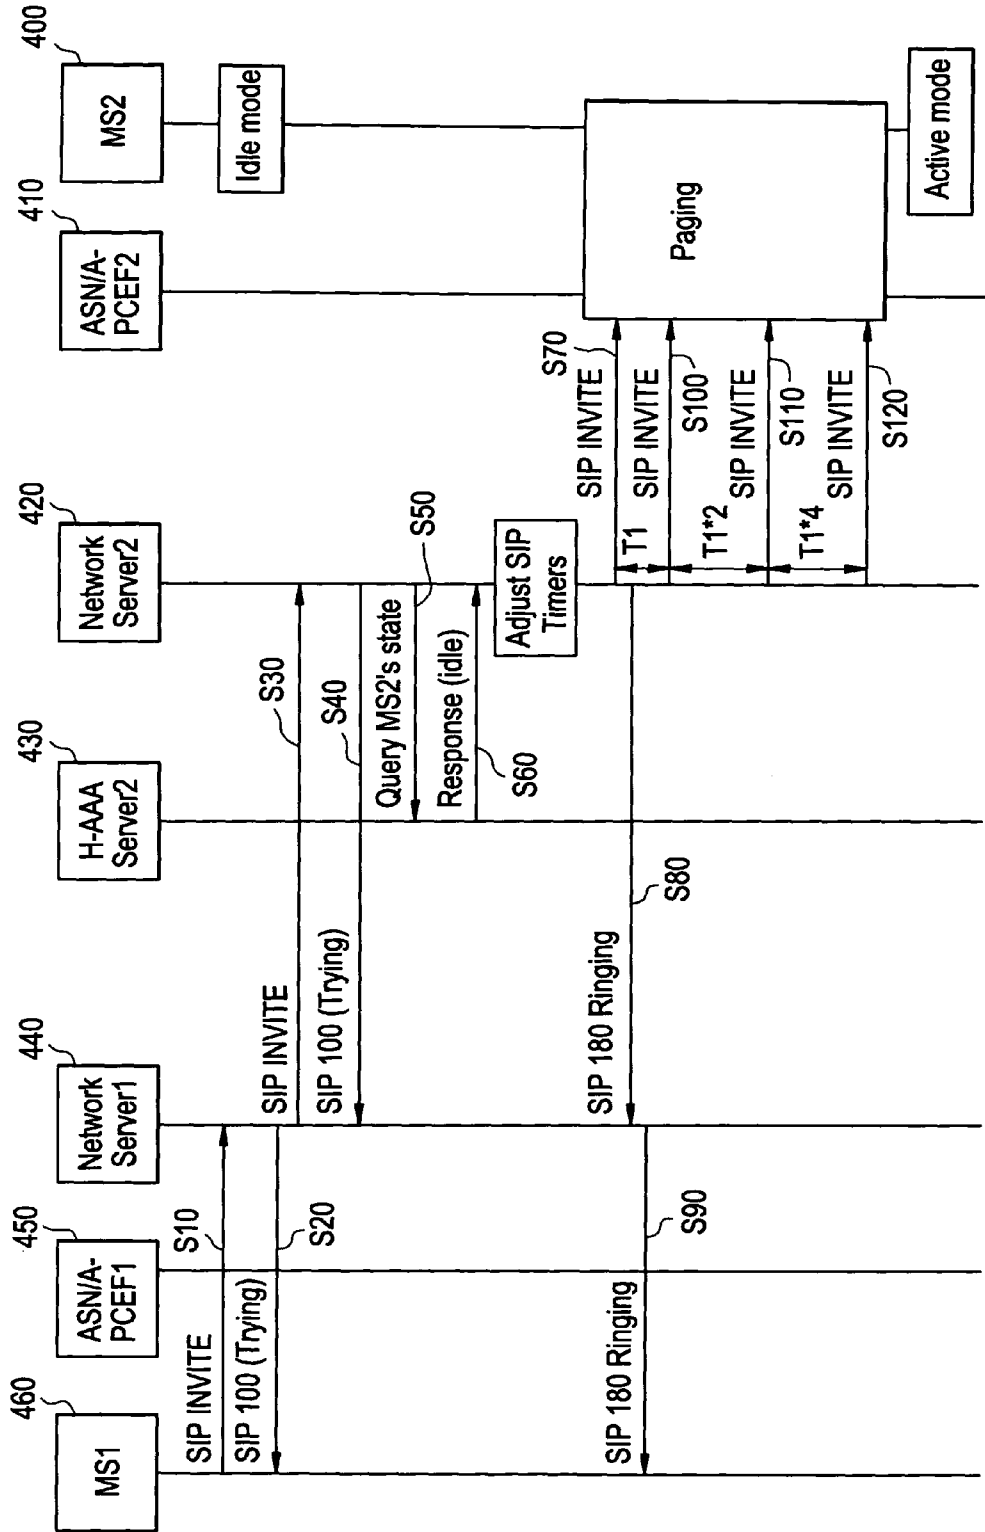 460
MS1
450
ASN/A-
PCEF1
440
Network
Server1
430
H-AAA
Server2
420
Network
Server2
410
ASN/A-
PCEF2
400
MS2
Idle mode
SIP INVITE
S10
SIP 100 (Trying)
S20
SIP INVITE
S30
SIP 100 (Trying)
S40
Query MS2's state
S50
Response (idle)
S60
Adjust SIP
Timers
SIP INVITE
S70
SIP 180 Ringing
S80
SIP 180 Ringing
S90
T1
SIP INVITE
S100
T1*2
SIP INVITE
S110
T1*4
SIP INVITE
S120
Paging
Active mode